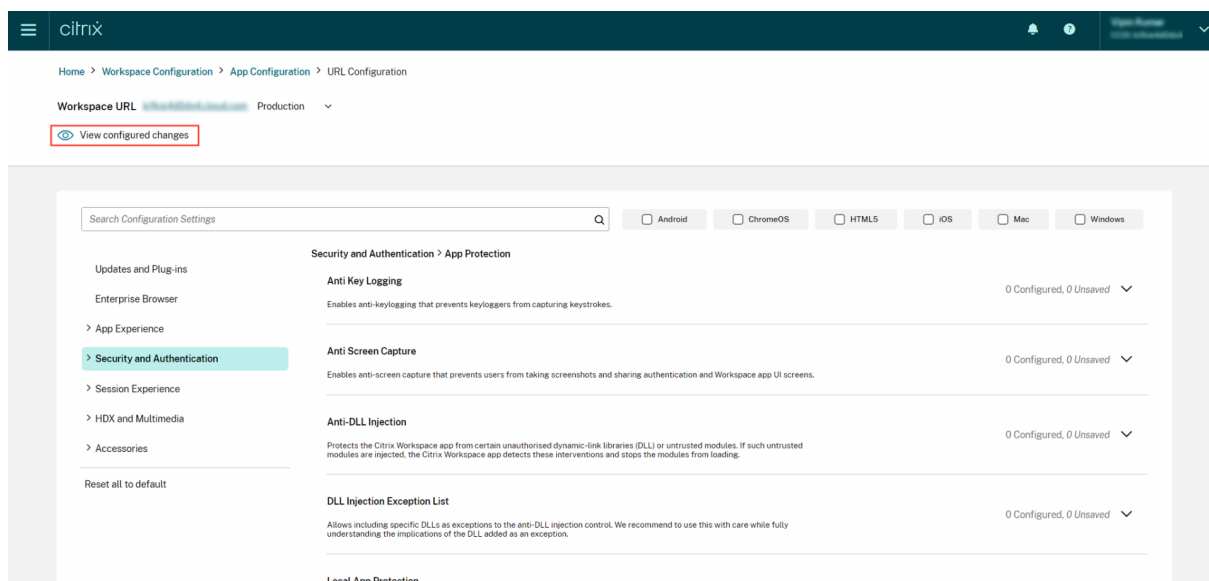 citrix
Home > Workspace Configuration > App Configuration > URL Configuration
Workspace URL Production
View configured changes
Search Configuration Settings
Android
ChromeOS
HTML5
iOS
Mac
Windows
Updates and Plug-ins
Enterprise Browser
App Experience
Security and Authentication
Session Experience
HDX and Multimedia
Accessories
Reset all to default
Security and Authentication > App Protection
Anti Key Logging
Enables anti-keylogging that prevents keyloggers from capturing keystrokes.
0 Configured, 0 Unsaved
Anti Screen Capture
Enables anti-screen capture that prevents users from taking screenshots and sharing authentication and Workspace app UI screens.
0 Configured, 0 Unsaved
Anti-DLL Injection
Protects the Citrix Workspace app from certain unauthorised dynamic-link libraries (DLL) or untrusted modules. If such untrusted
modules are injected, the Citrix Workspace app detects these interventions and stops the modules from loading.
0 Configured, 0 Unsaved
DLL Injection Exception List
Allows including specific DLLs as exceptions to the anti-DLL injection control. We recommend to use this with care while fully
understanding the implications of the DLL added as an exception.
0 Configured, 0 Unsaved
Local App Protection